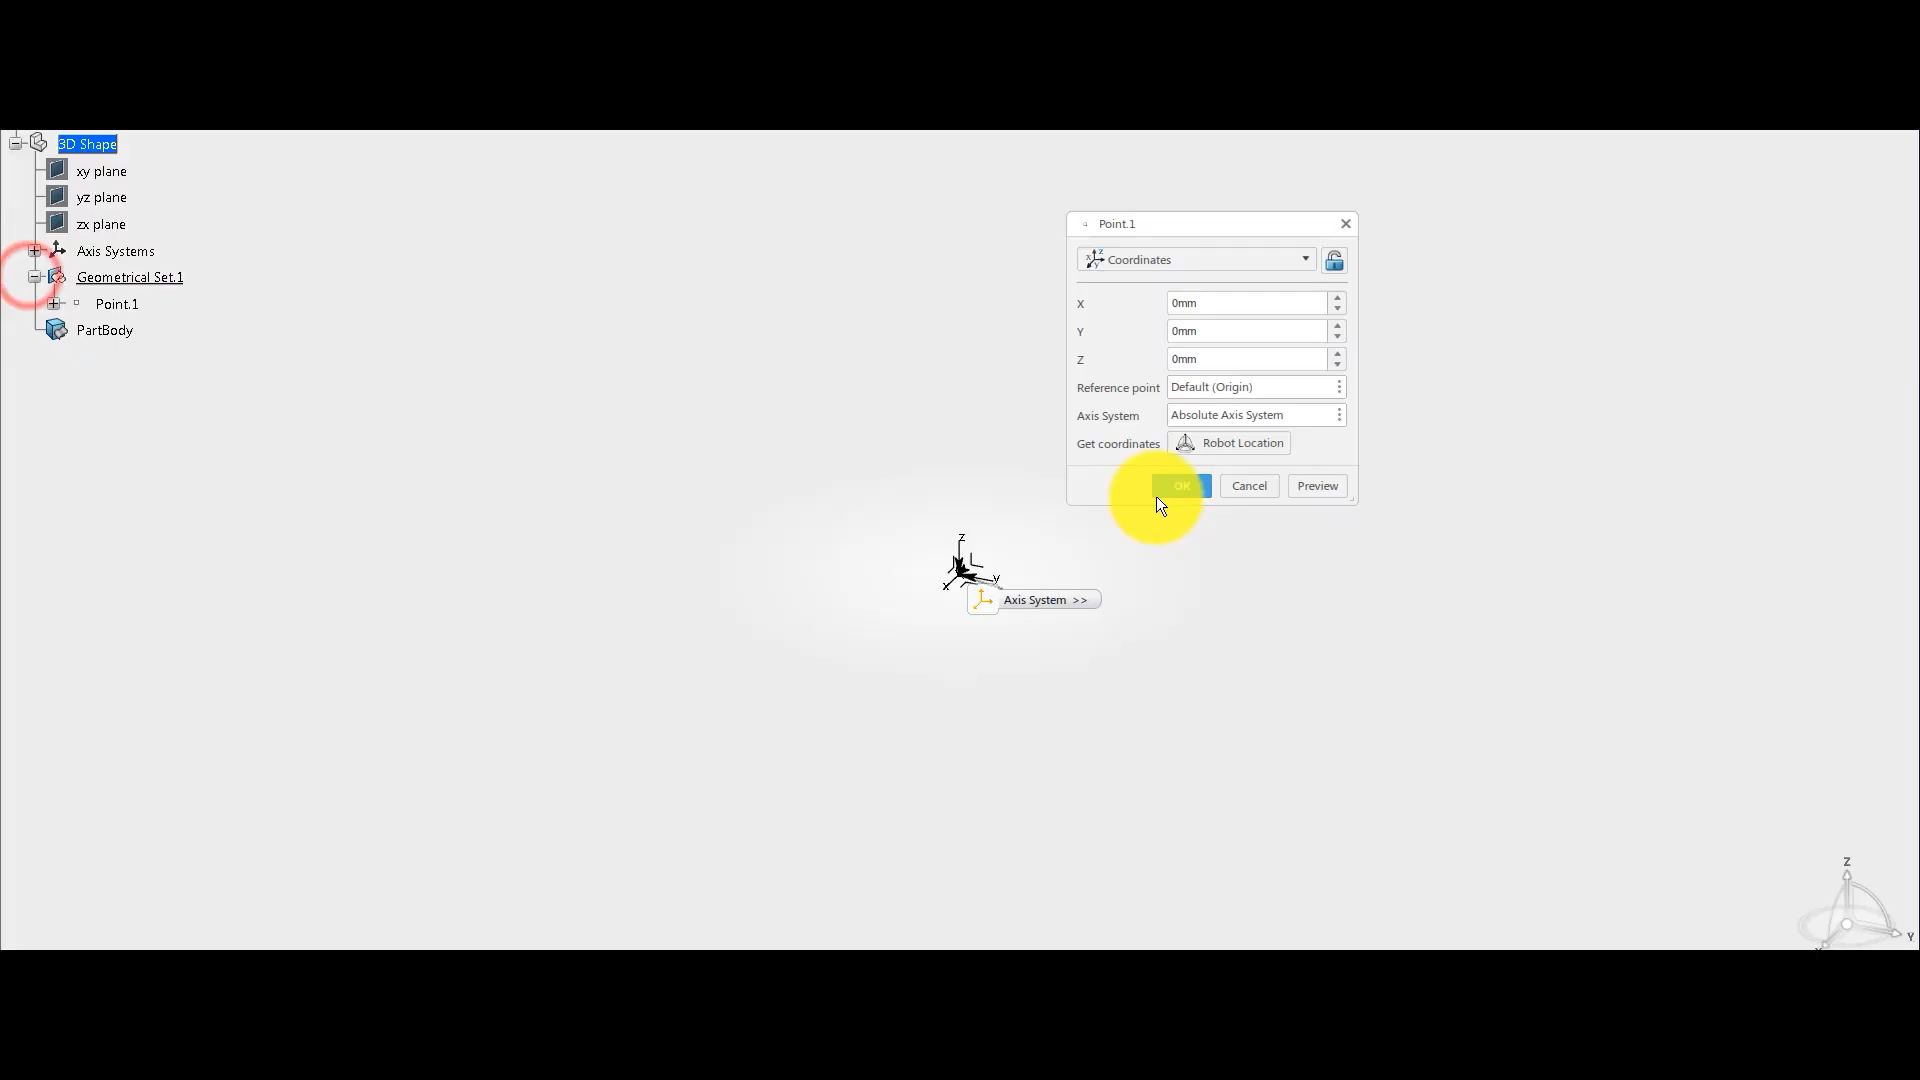 3D Shape
xy plane
yz plane
zx plane
Axis Systems
Geometrical Set.1
Point.1
PartBody
Point.1
Coordinates
X 0mm
Y 0mm
Z 0mm
Reference point Default (Origin)
Axis System Absolute Axis System
Get coordinates Robot Location
OK Cancel Preview
z
x y
Axis System >>
Z
Y